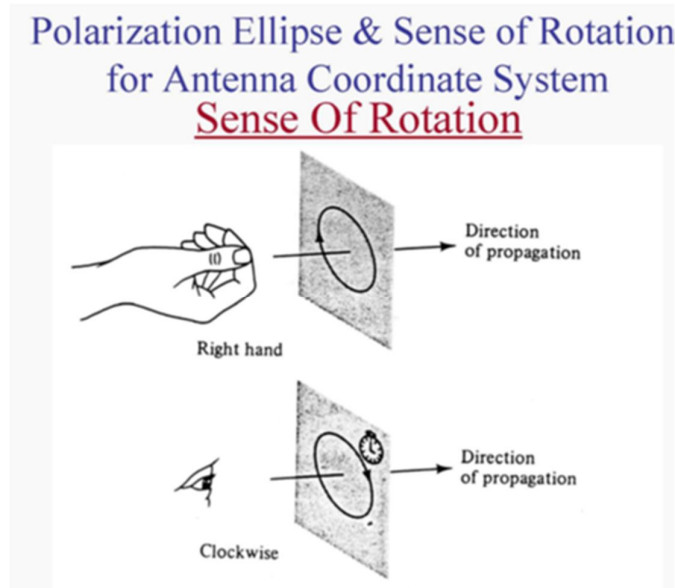 Polarization Ellipse & Sense of Rotation
for Antenna Coordinate System
Sense Of Rotation
Direction
of propagation
Right hand
Direction
of propagation
Clockwise